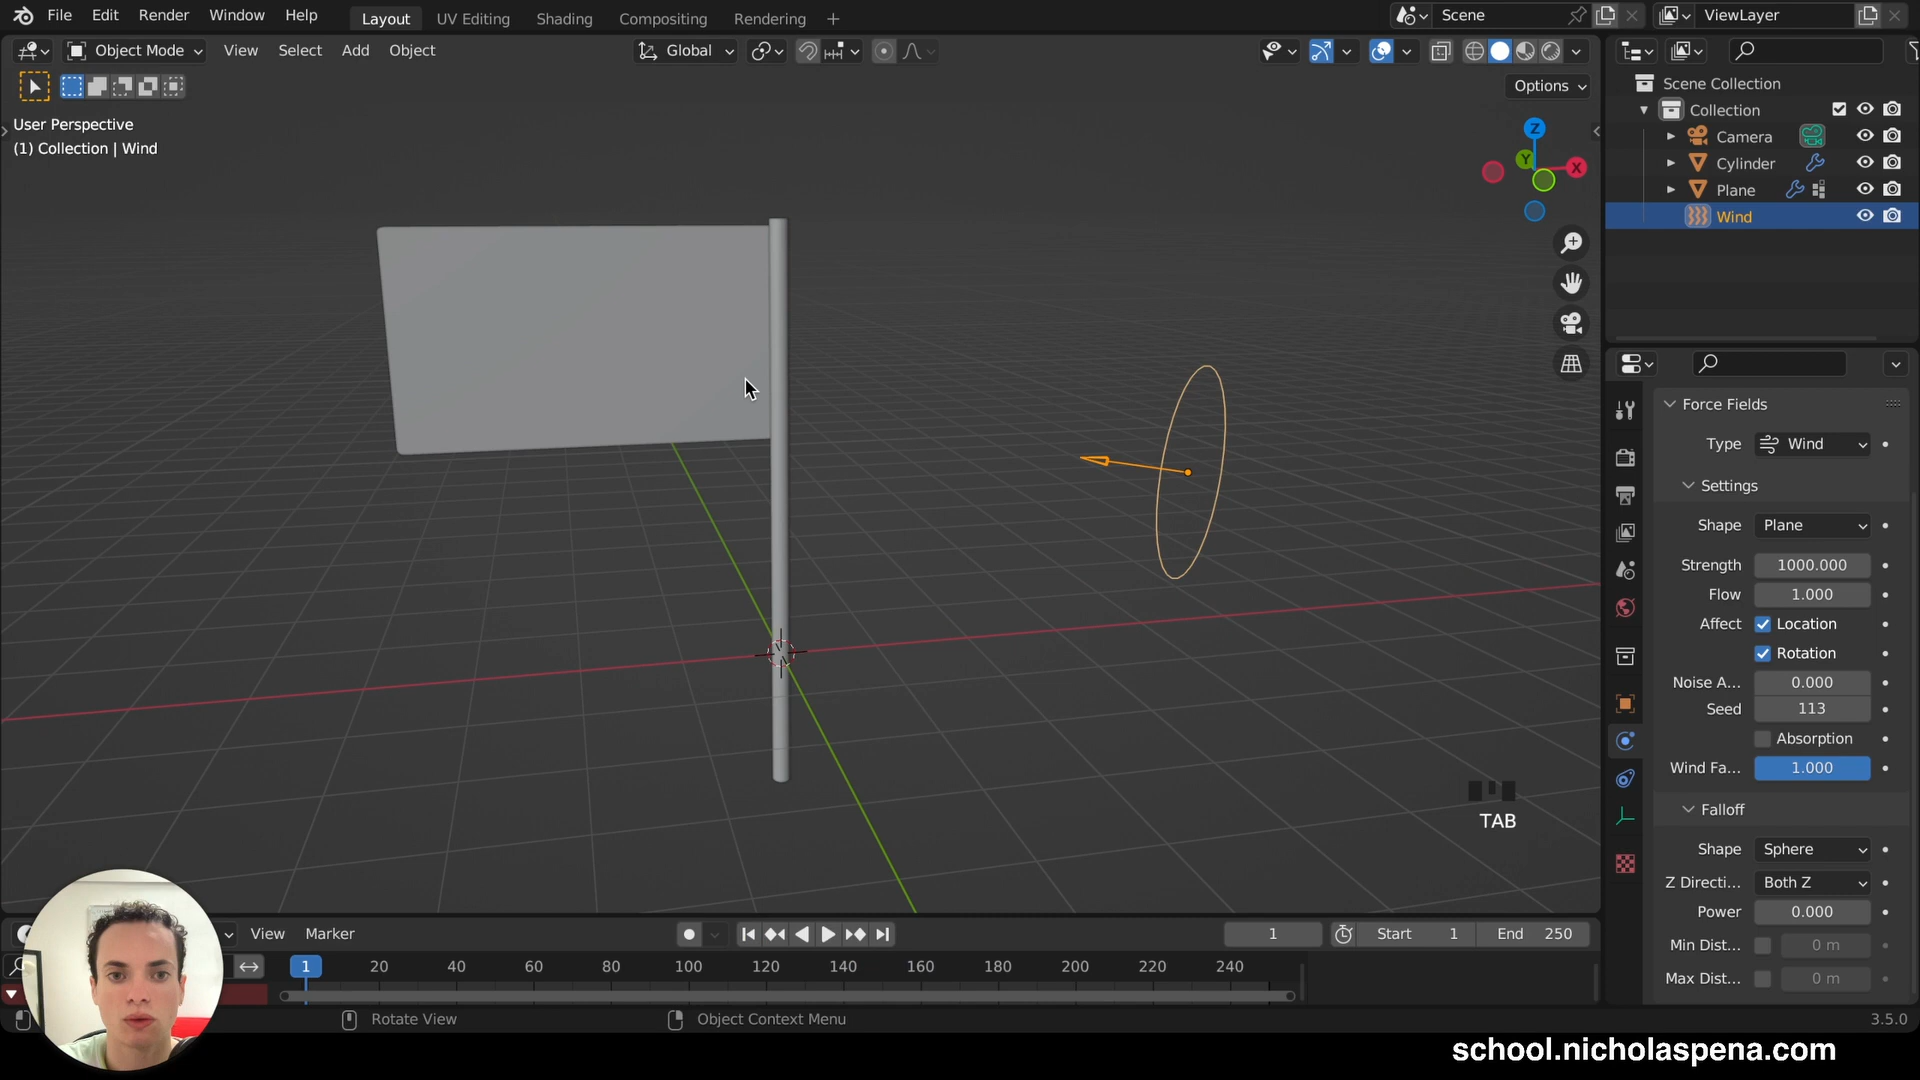 File Edit Render Window Help Layout UV Editing Shading Compositing Rendering + Scene ViewLayer
Object Mode View Select Add Object Global
Options
User Perspective
(1) Collection | Wind
Z
Y
X
Scene Collection
Collection
Camera
Cylinder
Plane
Wind
Force Fields
Type Wind
Settings
Shape Plane
Strength 1000.000
Flow 1.000
Affect Location
Rotation
Noise A... 0.000
Seed 113
Absorption
Wind Fa... 1.000
Falloff
Shape Sphere
Z Directi... Both Z
Power 0.000
Min Dist... 0 m
Max Dist... 0 m
TAB
View Marker 1 Start 1 End 250
1 20 40 60 80 100 120 140 160 180 200 220 240
Rotate View Object Context Menu 3.5.0
school.nicholaspena.com